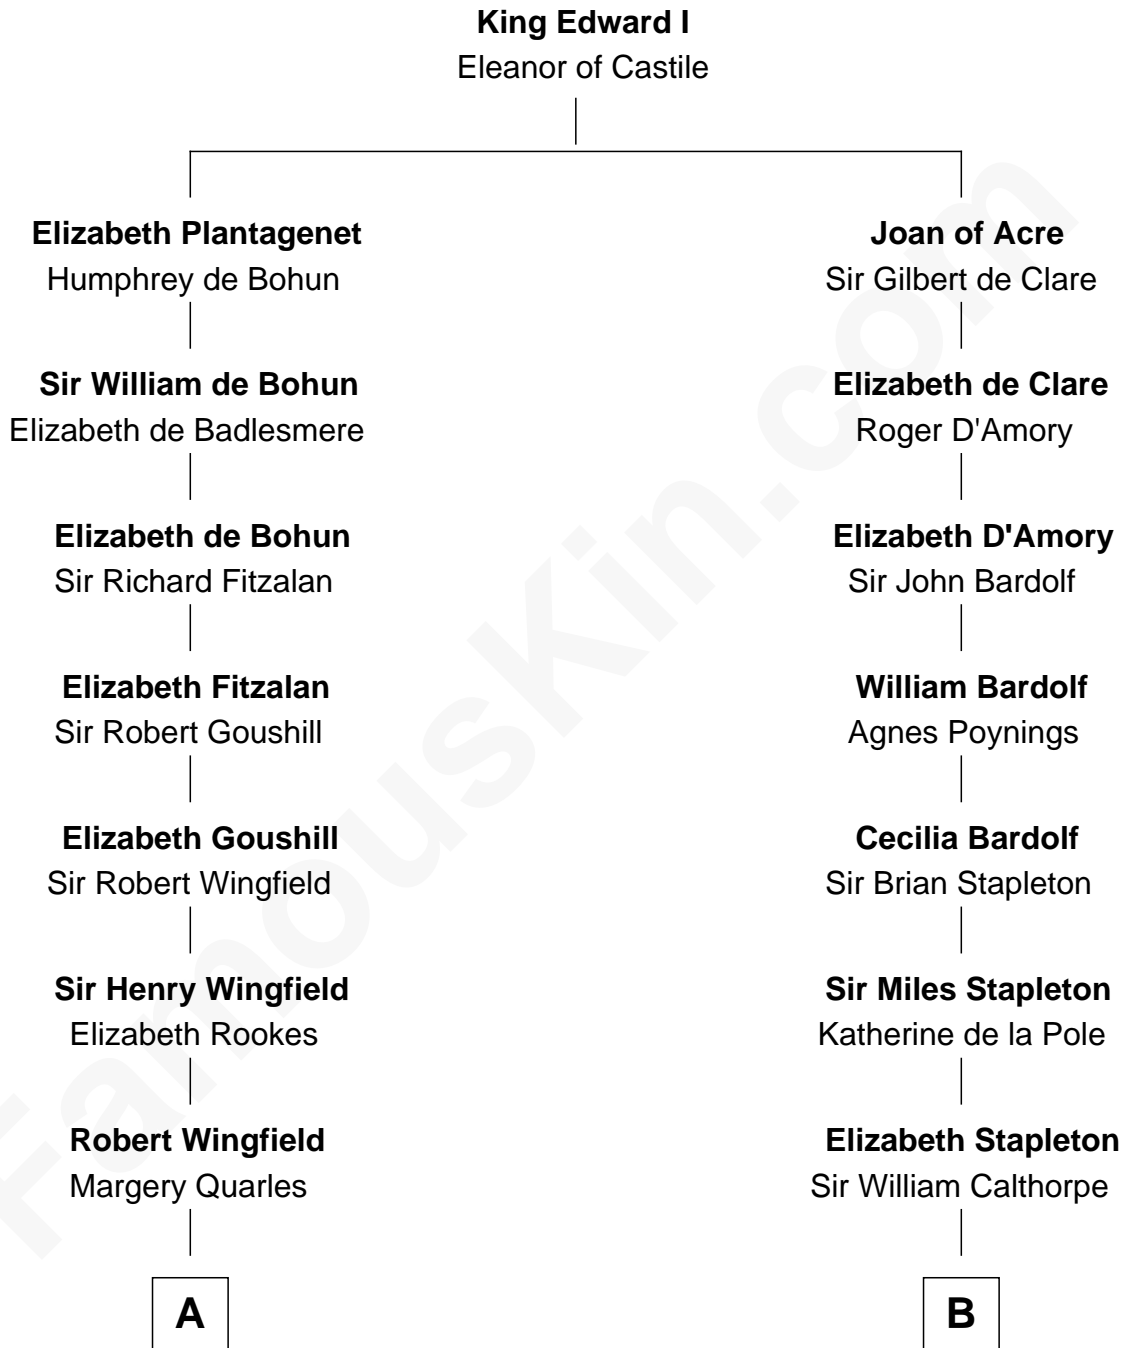 King Edward I
Eleanor of Castile
Elizabeth Plantagenet
Humphrey de Bohun
Joan of Acre
Sir Gilbert de Clare
Sir William de Bohun
Elizabeth de Badlesmere
Elizabeth de Clare
Roger D'Amory
Elizabeth de Bohun
Sir Richard Fitzalan
Elizabeth D'Amory
Sir John Bardolf
Elizabeth Fitzalan
Sir Robert Goushill
William Bardolf
Agnes Poynings
Elizabeth Goushill
Sir Robert Wingfield
Cecilia Bardolf
Sir Brian Stapleton
Sir Henry Wingfield
Elizabeth Rookes
Sir Miles Stapleton
Katherine de la Pole
Robert Wingfield
Margery Quarles
Elizabeth Stapleton
Sir William Calthorpe
A
B
FamousKin.com